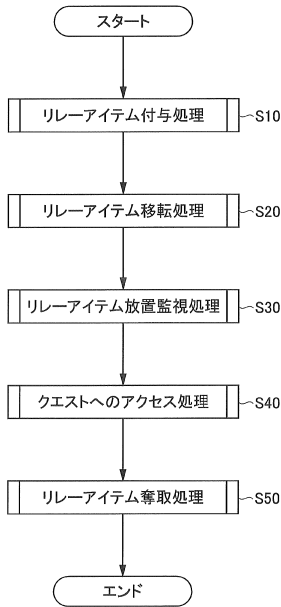 スタート
リレーアイテム付与処理
S10
リレーアイテム移転処理
S20
リレーアイテム放置監視処理
S30
クエストへのアクセス処理
S40
リレーアイテム奪取処理
S50
エンド